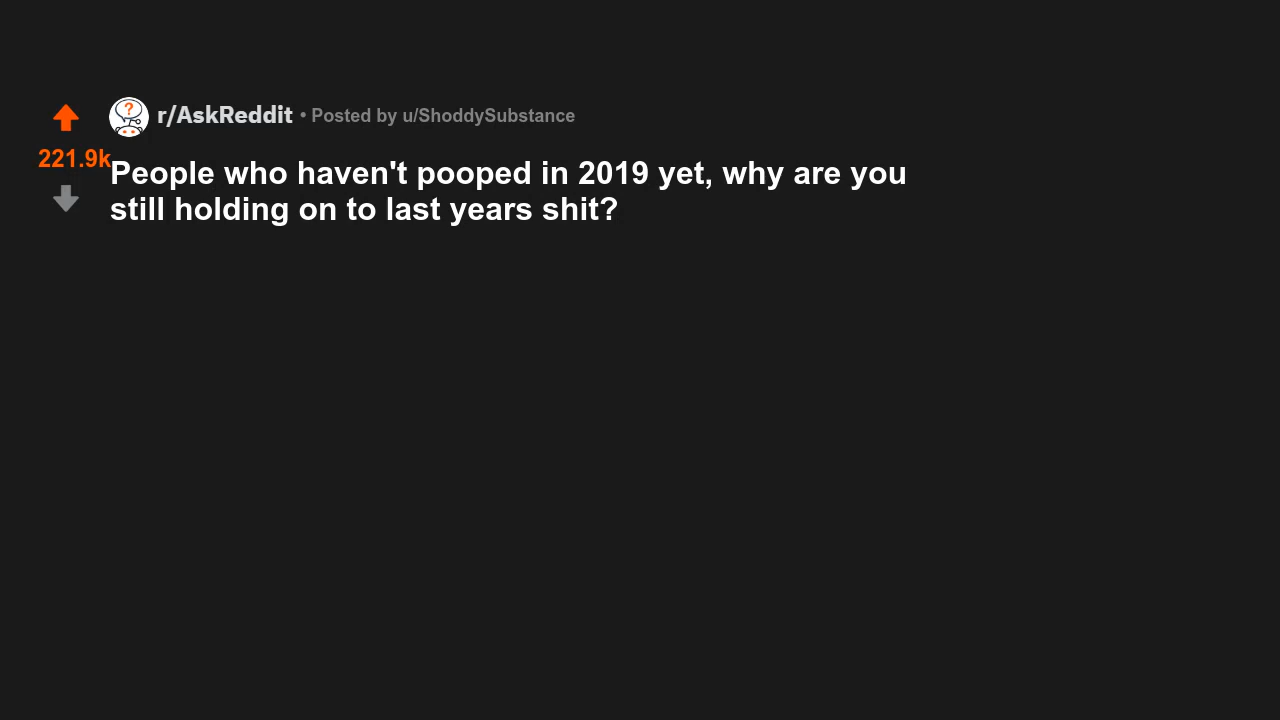 r/AskReddit • Posted by u/ShoddySubstance
221.9k
People who haven't pooped in 2019 yet, why are you
still holding on to last years shit?